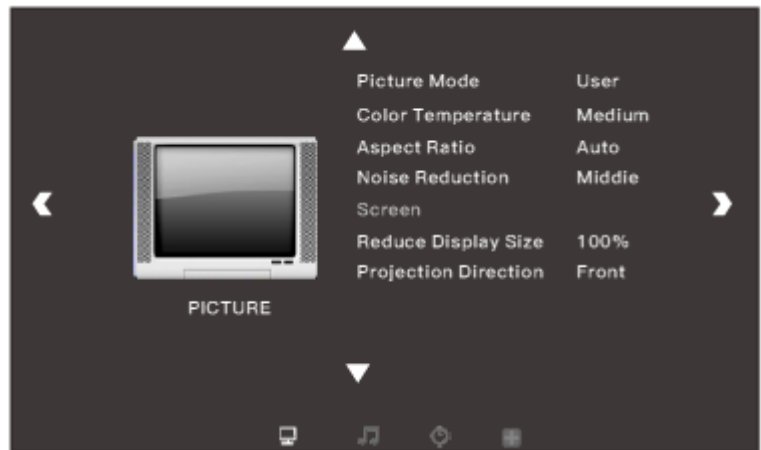 Picture Mode User
Color Temperature Medium
Aspect Ratio Auto
Noise Reduction Middie
Screen
Reduce Display Size 100%
Projection Direction Front
PICTURE